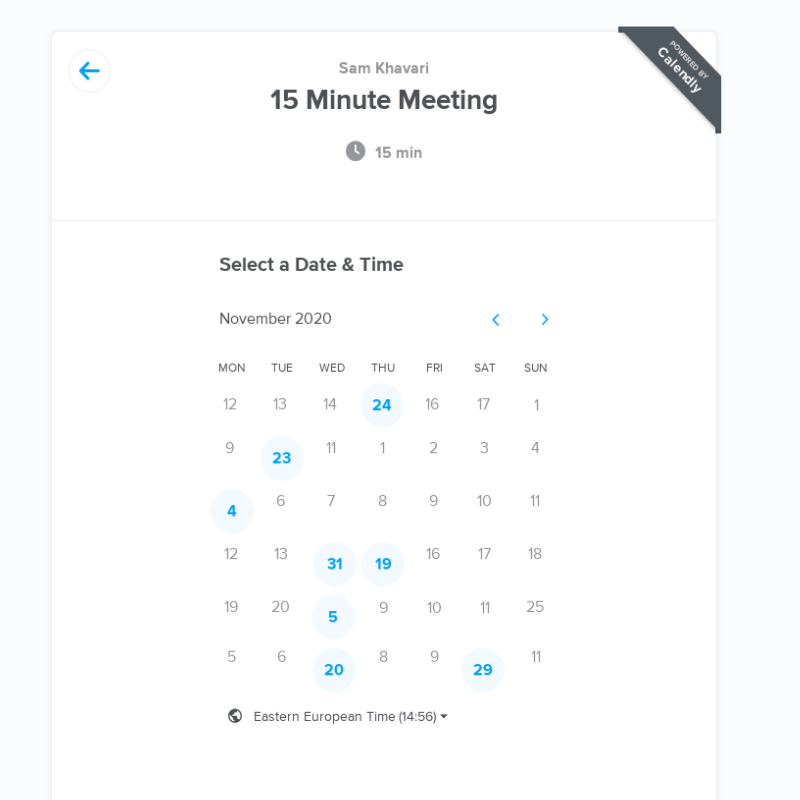 POWERED BY
Calendly
Sam Khavari
15 Minute Meeting
15 min
Select a Date & Time
November 2020
MON TUE WED THU FRI SAT SUN
12 13 14 24 16 17 1
9 23 11 1 2 3 4
4 6 7 8 9 10 11
12 13 31 19 16 17 18
19 20 5 9 10 11 25
5 6 20 8 9 29 11
Eastern European Time (14:56)